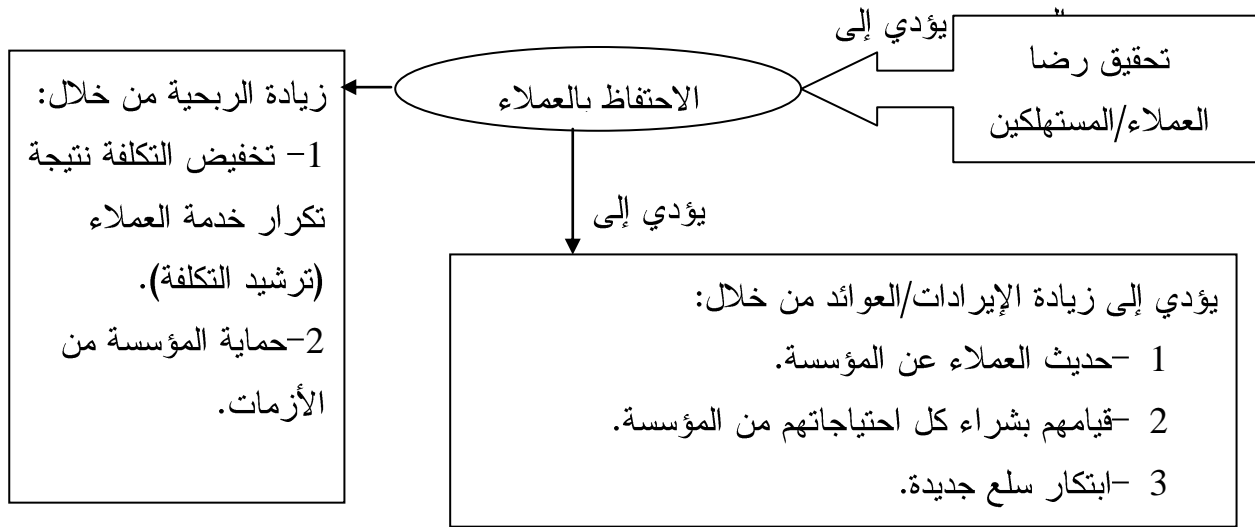 يؤدي إلى
تحقيق رضا
العملاء/المستهلكين
الاحتفاظ بالعملاء
زيادة الربحية من خلال:
1- تخفيض التكلفة نتيجة
تكرار خدمة العملاء
(ترشيد التكلفة).
2-حماية المؤسسة من
الأزمات.
يؤدي إلى
يؤدي إلى زيادة الإيرادات/العوائد من خلال:
1 -حديث العملاء عن المؤسسة.
2 -قيامهم بشراء كل احتياجاتهم من المؤسسة.
3 -ابتكار سلع جديدة.